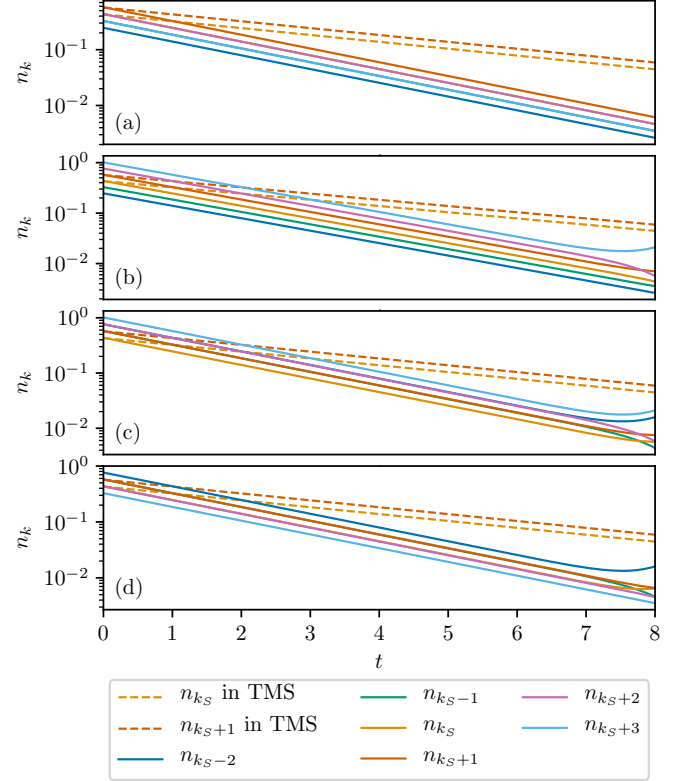 10⁻¹
10⁻²
n_k
(a)
10⁰
10⁻¹
10⁻²
n_k
(b)
10⁰
10⁻¹
10⁻²
n_k
(c)
10⁰
10⁻¹
10⁻²
n_k
(d)
0 1 2 3 4 5 6 7 8
t
n_{k_S} in TMS
n_{k_S+1} in TMS
n_{k_S−2}
n_{k_S−1}
n_{k_S}
n_{k_S+1}
n_{k_S+2}
n_{k_S+3}